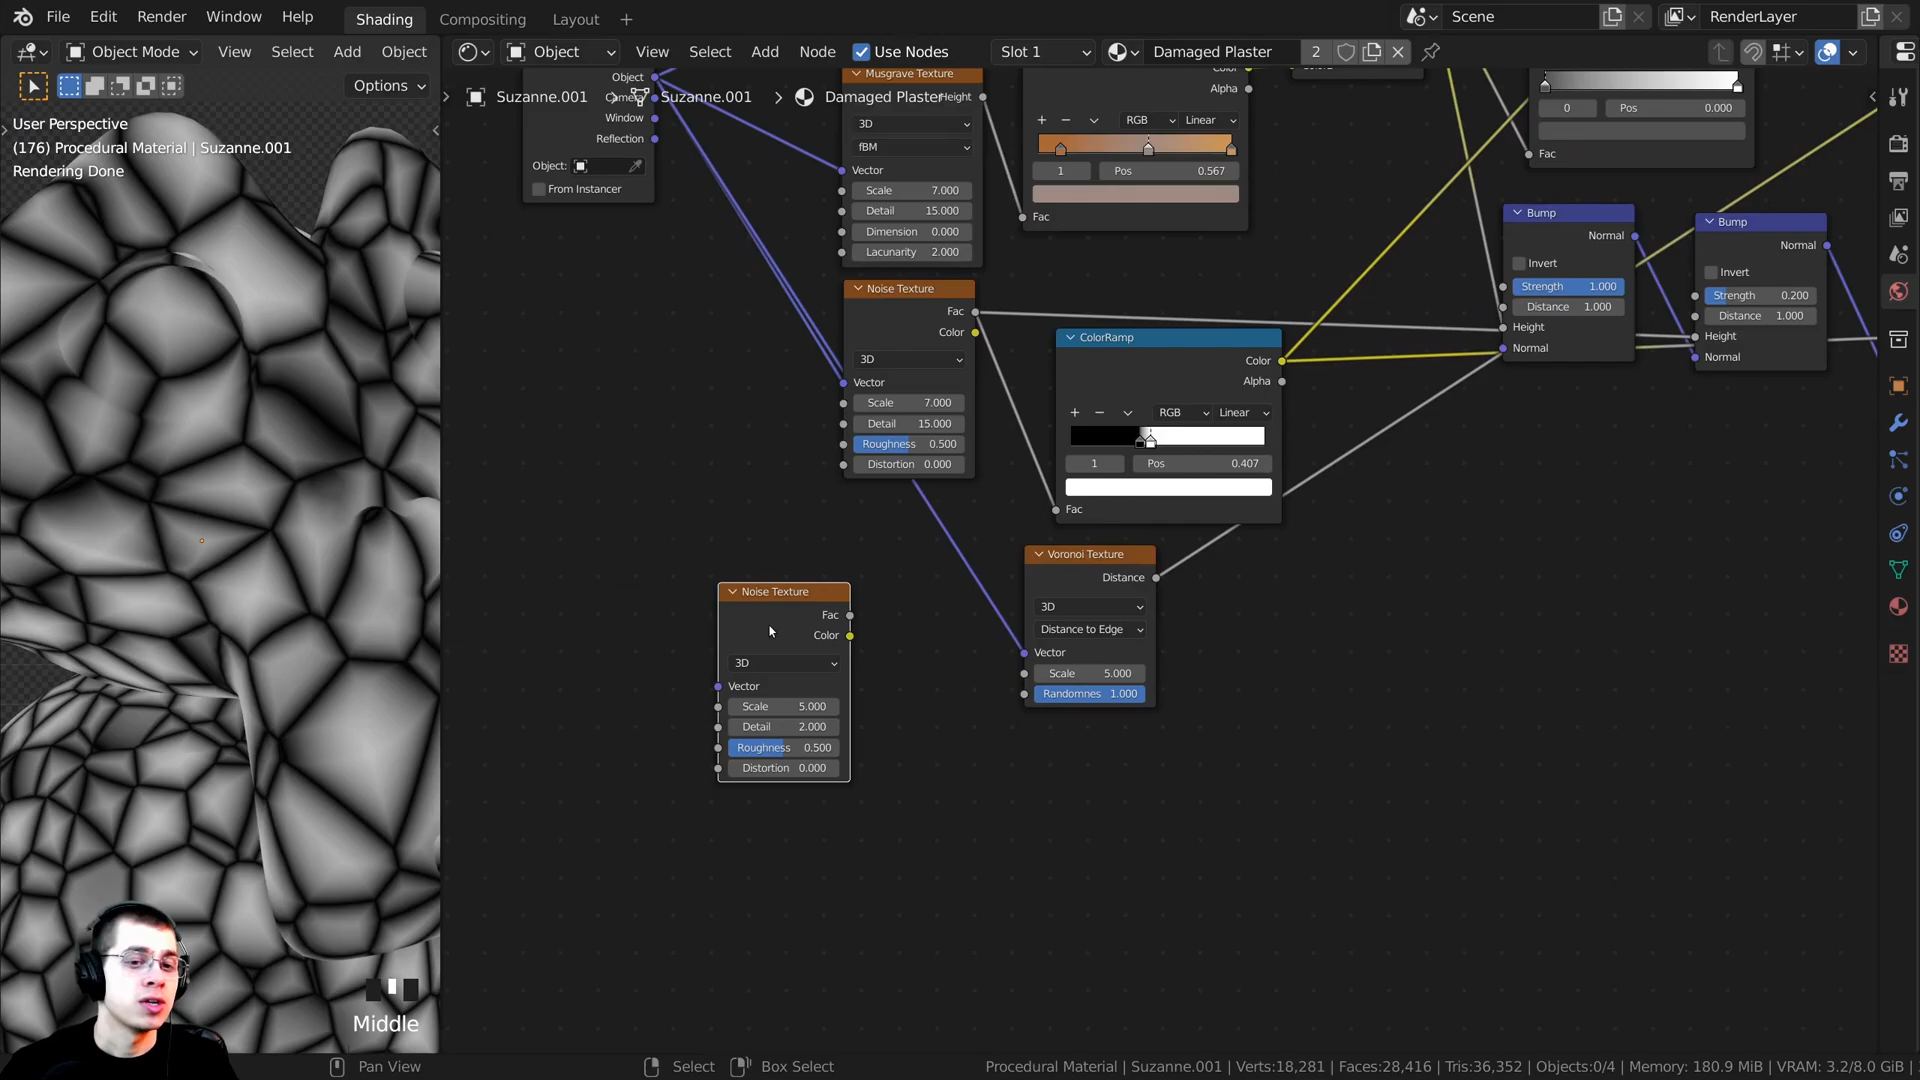 File Edit Render Window Help Shading Compositing Layout + Scene RenderLayer
Object Mode View Select Add Object Object View Select Add Node Use Nodes Slot 1 Damaged Plaster 2
Options
Suzanne.001 > Suzanne.001 > Damaged Plaster
User Perspective
(176) Procedural Material | Suzanne.001
Rendering Done
Object
Window
Reflection
Object:
From Instancer
Musgrave Texture
Height
3D
fBM
Vector
Scale 7.000
Detail 15.000
Dimension 0.000
Lacunarity 2.000
Alpha
RGB Linear
1 Pos 0.567
Fac
0 Pos 0.000
Fac
Noise Texture
Fac
Color
3D
Vector
Scale 7.000
Detail 15.000
Roughness 0.500
Distortion 0.000
ColorRamp
Color
Alpha
RGB Linear
1 Pos 0.407
Fac
Bump
Normal
Invert
Strength 1.000
Distance 1.000
Height
Normal
Bump
Normal
Invert
Strength 0.200
Distance 1.000
Height
Normal
Noise Texture
Fac
Color
3D
Vector
Scale 5.000
Detail 2.000
Roughness 0.500
Distortion 0.000
Voronoi Texture
Distance
3D
Distance to Edge
Vector
Scale 5.000
Randomnes 1.000
Middle
Pan View Select Box Select Procedural Material | Suzanne.001 | Verts:18,281 | Faces:28,416 | Tris:36,352 | Objects:0/4 | Memory: 180.9 MiB | VRAM: 3.2/8.0 GiB |